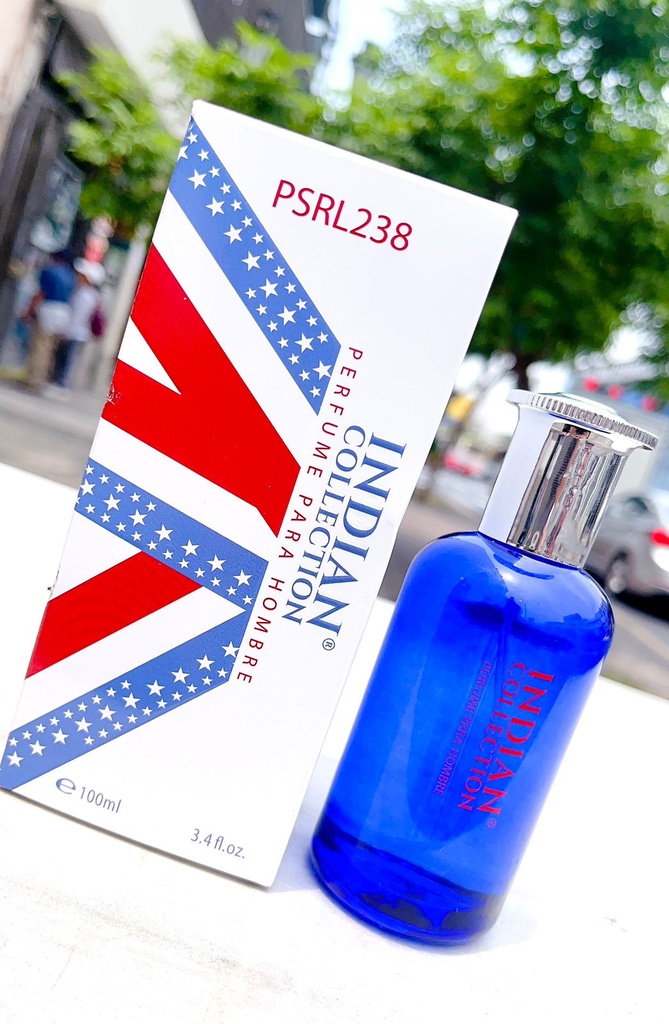 PSRL238
INDIAN
COLLECTION®
PERFUME PARA HOMBRE
e 100ml
3.4 fl.oz.
INDIAN
COLLECTION®
PERFUME PARA HOMBRE